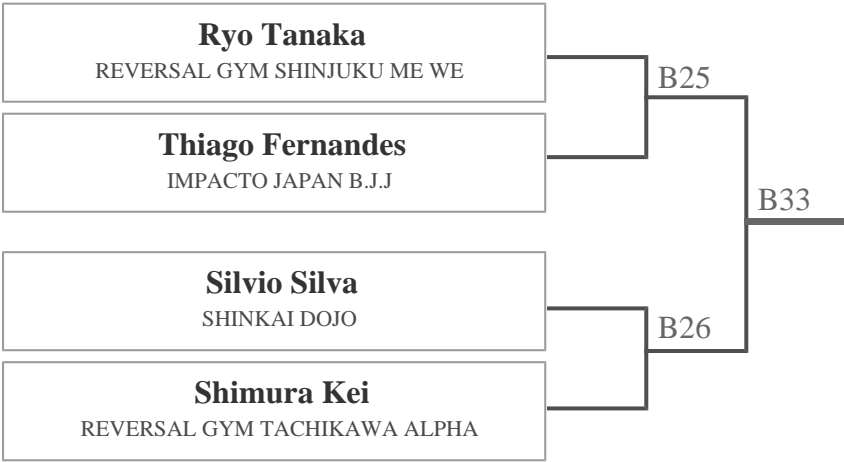 Ryo Tanaka
REVERSAL GYM SHINJUKU ME WE
B25
Thiago Fernandes
IMPACTO JAPAN B.J.J
B33
Silvio Silva
SHINKAI DOJO
B26
Shimura Kei
REVERSAL GYM TACHIKAWA ALPHA